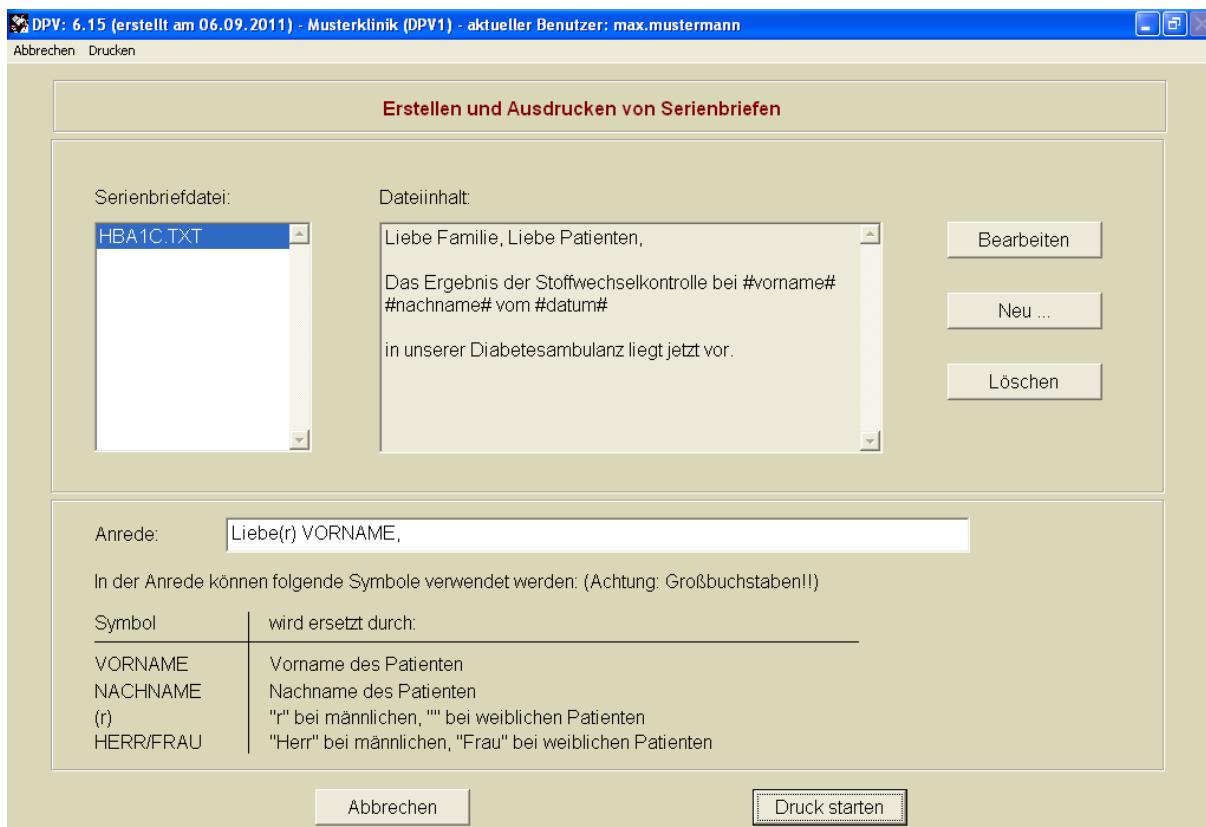 DPV: 6.15 (erstellt am 06.09.2011) - Musterklinik (DPV1) - aktueller Benutzer: max.mustermann
Abbrechen Drucken
Erstellen und Ausdrucken von Serienbriefen
Serienbriefdatei: Dateiinhalt:
HBA1C.TXT
Liebe Familie, Liebe Patienten,
Das Ergebnis der Stoffwechselkontrolle bei #vorname#
#nachname# vom #datum#
in unserer Diabetesambulanz liegt jetzt vor.
Bearbeiten
Neu ...
Löschen
Anrede: Liebe(r) VORNAME,
In der Anrede können folgende Symbole verwendet werden: (Achtung: Großbuchstaben!!)
Symbol wird ersetzt durch:
VORNAME Vorname des Patienten
NACHNAME Nachname des Patienten
(r) "r" bei männlichen, "" bei weiblichen Patienten
HERR/FRAU "Herr" bei männlichen, "Frau" bei weiblichen Patienten
Abbrechen Druck starten